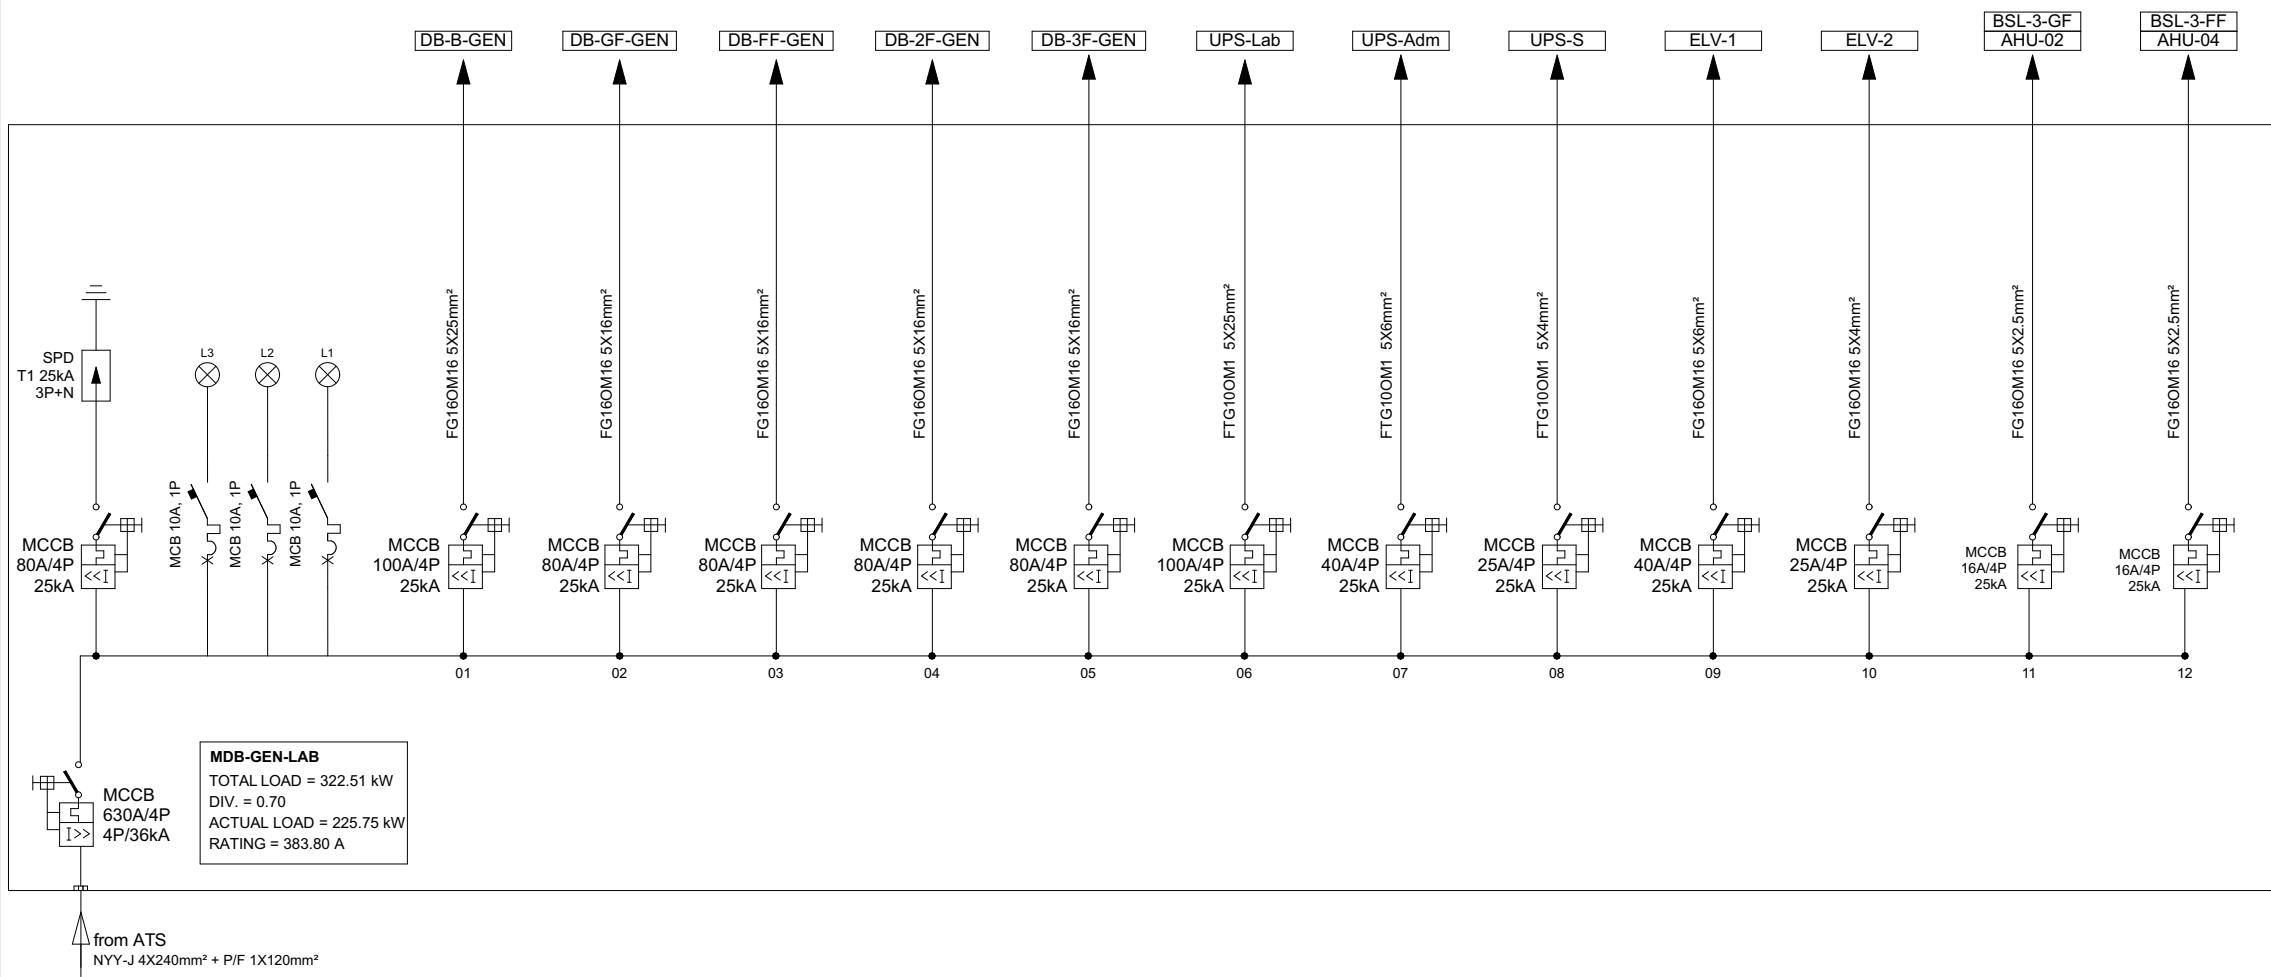 DB-B-GEN
DB-GF-GEN
DB-FF-GEN
DB-2F-GEN
DB-3F-GEN
UPS-Lab
UPS-Adm
UPS-S
ELV-1
ELV-2
BSL-3-GF
AHU-02
BSL-3-FF
AHU-04
SPD
T1 25kA
3P+N
L3
L2
L1
MCB 10A, 1P
MCB 10A, 1P
MCB 10A, 1P
FG16OM16 5X25mm²
FG16OM16 5X16mm²
FG16OM16 5X16mm²
FG16OM16 5X16mm²
FG16OM16 5X16mm²
FTG10OM1 5X25mm²
FTG10OM1 5X6mm²
FTG10OM1 5X4mm²
FG16OM16 5X6mm²
FG16OM16 5X4mm²
FG16OM16 5X2.5mm²
FG16OM16 5X2.5mm²
MCCB
80A/4P
25kA
<<I
MCCB
100A/4P
25kA
<<I
MCCB
80A/4P
25kA
<<I
MCCB
80A/4P
25kA
<<I
MCCB
80A/4P
25kA
<<I
MCCB
80A/4P
25kA
<<I
MCCB
100A/4P
25kA
<<I
MCCB
40A/4P
25kA
<<I
MCCB
25A/4P
25kA
<<I
MCCB
40A/4P
25kA
<<I
MCCB
25A/4P
25kA
<<I
MCCB
16A/4P
25kA
<<I
MCCB
16A/4P
25kA
<<I
01
02
03
04
05
06
07
08
09
10
11
12
MCCB
630A/4P
4P/36kA
I>>
MDB-GEN-LAB
TOTAL LOAD = 322.51 kW
DIV. = 0.70
ACTUAL LOAD = 225.75 kW
RATING = 383.80 A
from ATS
NYY-J 4X240mm² + P/F 1X120mm²